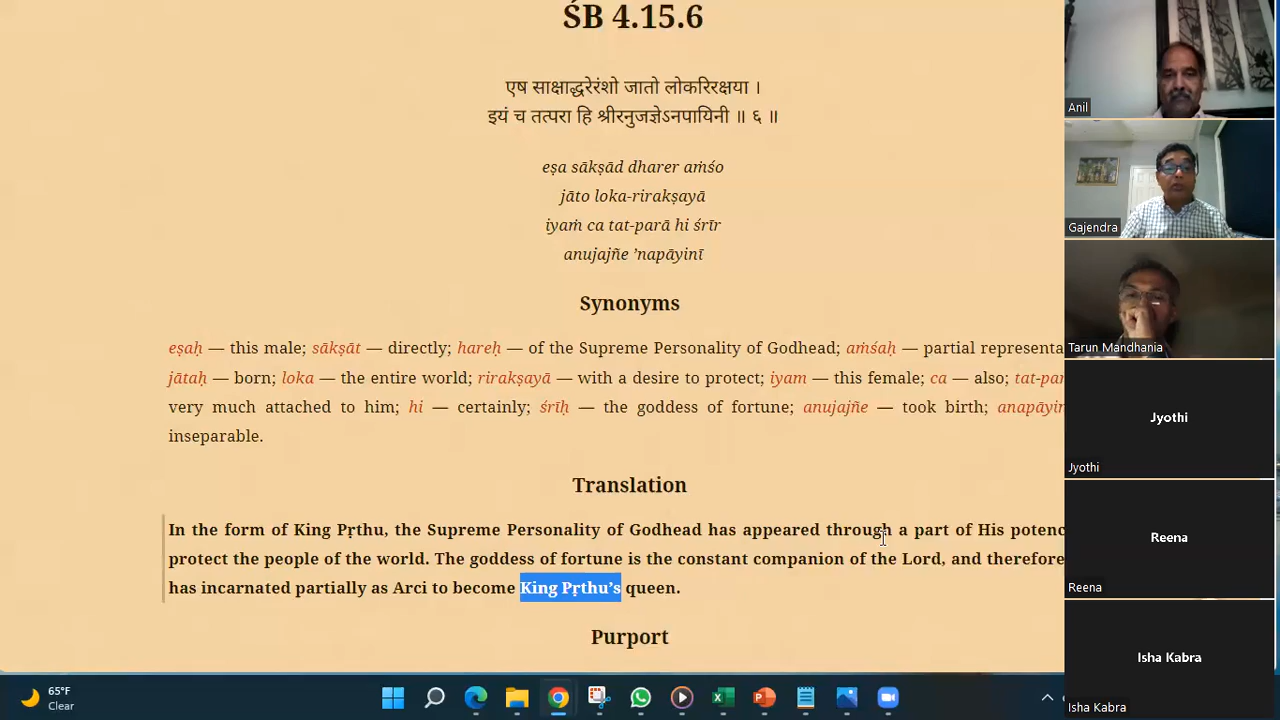 ŚB 4.15.6
एष साक्षाद्धरेरंशो जातो लोकरिरक्षया ।
इयं च तत्परा हि श्रीरनुजज्ञेऽनपायिनी ॥ ६ ॥
eṣa sākṣād dharer aṁśo
jāto loka-rirakṣayā
iyaṁ ca tat-parā hi śrīr
anujajñe ’napāyinī
Synonyms
eṣaḥ — this male; sākṣāt — directly; hareḥ — of the Supreme Personality of Godhead; aṁśaḥ — partial representa
jātaḥ — born; loka — the entire world; rirakṣayā — with a desire to protect; iyam — this female; ca — also; tat-par
very much attached to him; hi — certainly; śrīḥ — the goddess of fortune; anujajñe — took birth; anapāyin
inseparable.
Translation
In the form of King Pṛthu, the Supreme Personality of Godhead has appeared through a part of His potenc
protect the people of the world. The goddess of fortune is the constant companion of the Lord, and therefore
has incarnated partially as Arci to become King Pṛthu’s queen.
Purport
Anil
Gajendra
Tarun Mandhania
Jyothi
Jyothi
Reena
Reena
Isha Kabra
Isha Kabra
65°F
Clear